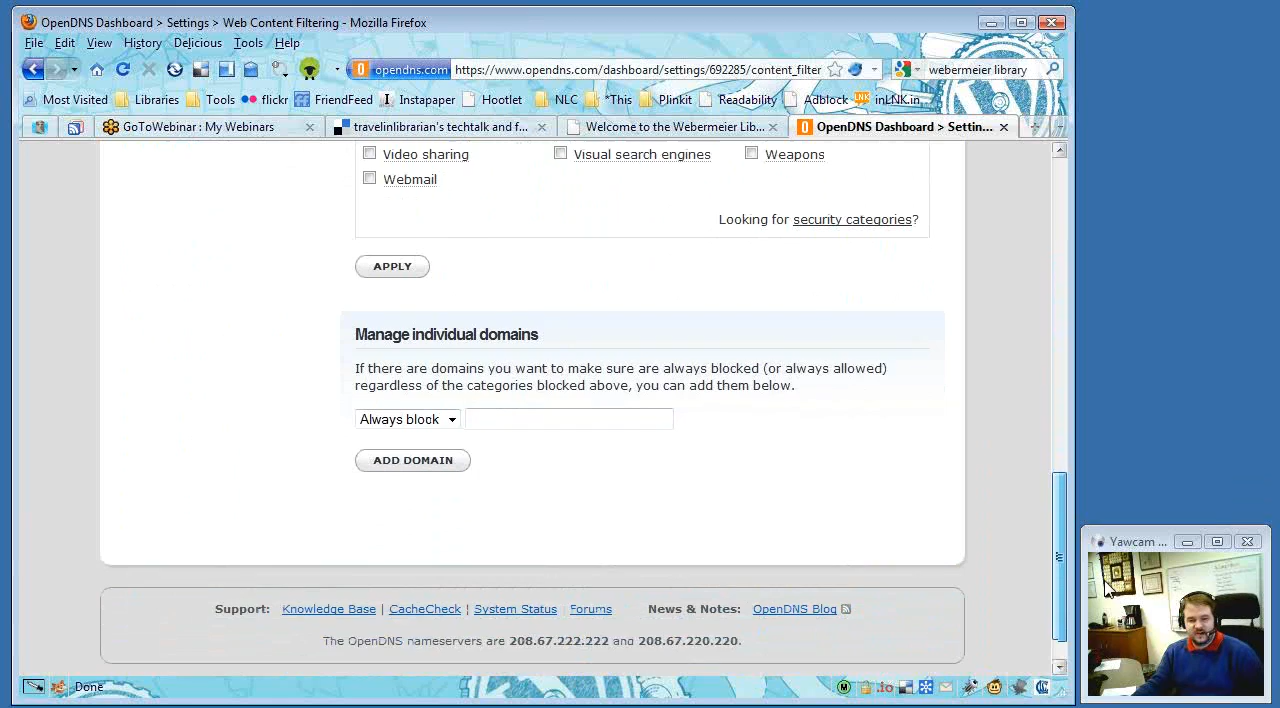 OpenDNS Dashboard > Settings > Web Content Filtering - Mozilla Firefox
File Edit View History Delicious Tools Help
opendns.com https://www.opendns.com/dashboard/settings/692285/content_filter webermeier library
Most Visited Libraries Tools flickr FriendFeed Instapaper Hootlet NLC *This Plinkit Readability Adblock inLNK.in
GoToWebinar : My Webinars travelinlibrarian's techtalk and f... Welcome to the Webermeier Lib... OpenDNS Dashboard > Settin...
Video sharing Visual search engines Weapons
Webmail
Looking for security categories?
APPLY
Manage individual domains
If there are domains you want to make sure are always blocked (or always allowed)
regardless of the categories blocked above, you can add them below.
Always block
ADD DOMAIN
Yawcam ...
Support: Knowledge Base | CacheCheck | System Status | Forums News & Notes: OpenDNS Blog
The OpenDNS nameservers are 208.67.222.222 and 208.67.220.220.
Done .io